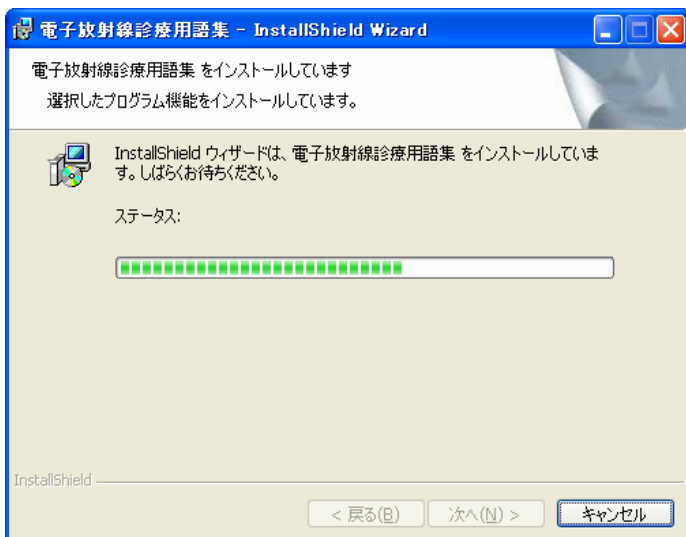 電子放射線診療用語集 - InstallShield Wizard
電子放射線診療用語集 をインストールしています
選択したプログラム機能をインストールしています。
InstallShield ウィザードは、電子放射線診療用語集 をインストールしていま
す。しばらくお待ちください。
ステータス:
InstallShield
< 戻る(B)
次へ(N) >
キャンセル